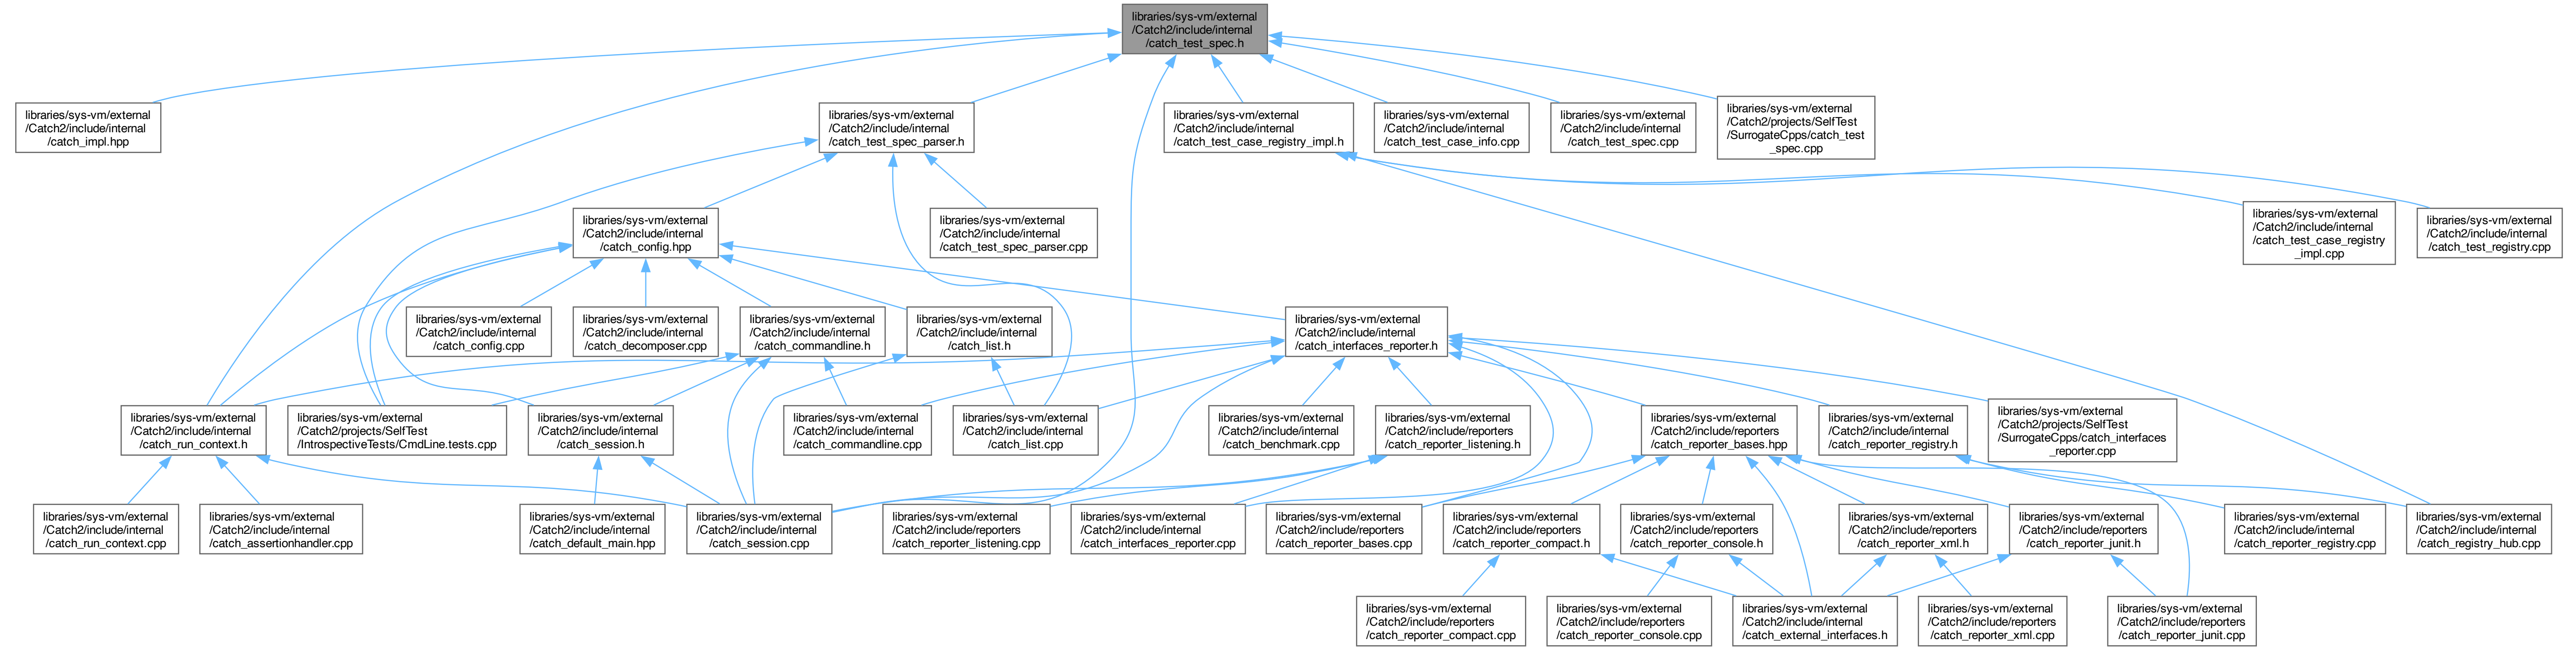 libraries/sys-vm/external
/Catch2/include/internal
/catch_test_spec.h
libraries/sys-vm/external
/Catch2/include/internal
/catch_impl.hpp
libraries/sys-vm/external
/Catch2/include/internal
/catch_test_spec_parser.h
libraries/sys-vm/external
/Catch2/include/internal
/catch_test_case_registry_impl.h
libraries/sys-vm/external
/Catch2/include/internal
/catch_test_case_info.cpp
libraries/sys-vm/external
/Catch2/include/internal
/catch_test_spec.cpp
libraries/sys-vm/external
/Catch2/projects/SelfTest
/SurrogateCpps/catch_test
_spec.cpp
libraries/sys-vm/external
/Catch2/include/internal
/catch_config.hpp
libraries/sys-vm/external
/Catch2/include/internal
/catch_test_spec_parser.cpp
libraries/sys-vm/external
/Catch2/include/internal
/catch_test_case_registry
_impl.cpp
libraries/sys-vm/external
/Catch2/include/internal
/catch_test_registry.cpp
libraries/sys-vm/external
/Catch2/include/internal
/catch_config.cpp
libraries/sys-vm/external
/Catch2/include/internal
/catch_decomposer.cpp
libraries/sys-vm/external
/Catch2/include/internal
/catch_commandline.h
libraries/sys-vm/external
/Catch2/include/internal
/catch_list.h
libraries/sys-vm/external
/Catch2/include/internal
/catch_interfaces_reporter.h
libraries/sys-vm/external
/Catch2/include/internal
/catch_run_context.h
libraries/sys-vm/external
/Catch2/projects/SelfTest
/IntrospectiveTests/CmdLine.tests.cpp
libraries/sys-vm/external
/Catch2/include/internal
/catch_session.h
libraries/sys-vm/external
/Catch2/include/internal
/catch_commandline.cpp
libraries/sys-vm/external
/Catch2/include/internal
/catch_list.cpp
libraries/sys-vm/external
/Catch2/include/internal
/catch_benchmark.cpp
libraries/sys-vm/external
/Catch2/include/reporters
/catch_reporter_listening.h
libraries/sys-vm/external
/Catch2/include/reporters
/catch_reporter_bases.hpp
libraries/sys-vm/external
/Catch2/include/internal
/catch_reporter_registry.h
libraries/sys-vm/external
/Catch2/projects/SelfTest
/SurrogateCpps/catch_interfaces
_reporter.cpp
libraries/sys-vm/external
/Catch2/include/internal
/catch_run_context.cpp
libraries/sys-vm/external
/Catch2/include/internal
/catch_assertionhandler.cpp
libraries/sys-vm/external
/Catch2/include/internal
/catch_default_main.hpp
libraries/sys-vm/external
/Catch2/include/internal
/catch_session.cpp
libraries/sys-vm/external
/Catch2/include/reporters
/catch_reporter_listening.cpp
libraries/sys-vm/external
/Catch2/include/internal
/catch_interfaces_reporter.cpp
libraries/sys-vm/external
/Catch2/include/reporters
/catch_reporter_bases.cpp
libraries/sys-vm/external
/Catch2/include/reporters
/catch_reporter_compact.h
libraries/sys-vm/external
/Catch2/include/reporters
/catch_reporter_console.h
libraries/sys-vm/external
/Catch2/include/reporters
/catch_reporter_xml.h
libraries/sys-vm/external
/Catch2/include/reporters
/catch_reporter_junit.h
libraries/sys-vm/external
/Catch2/include/internal
/catch_reporter_registry.cpp
libraries/sys-vm/external
/Catch2/include/internal
/catch_registry_hub.cpp
libraries/sys-vm/external
/Catch2/include/reporters
/catch_reporter_compact.cpp
libraries/sys-vm/external
/Catch2/include/reporters
/catch_reporter_console.cpp
libraries/sys-vm/external
/Catch2/include/internal
/catch_external_interfaces.h
libraries/sys-vm/external
/Catch2/include/reporters
/catch_reporter_xml.cpp
libraries/sys-vm/external
/Catch2/include/reporters
/catch_reporter_junit.cpp